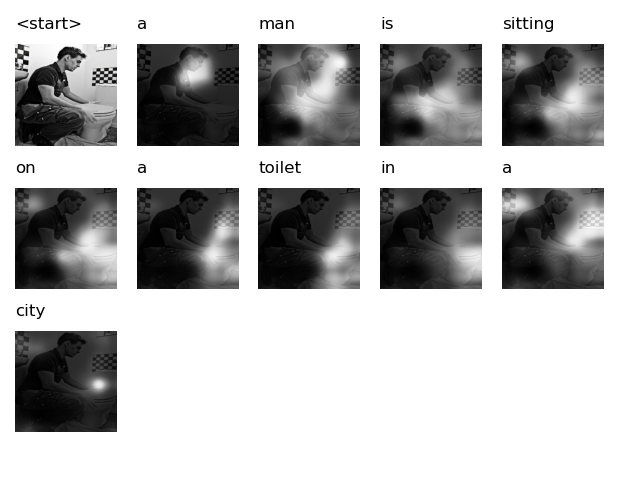 <start> a man is sitting
on a toilet in a
city